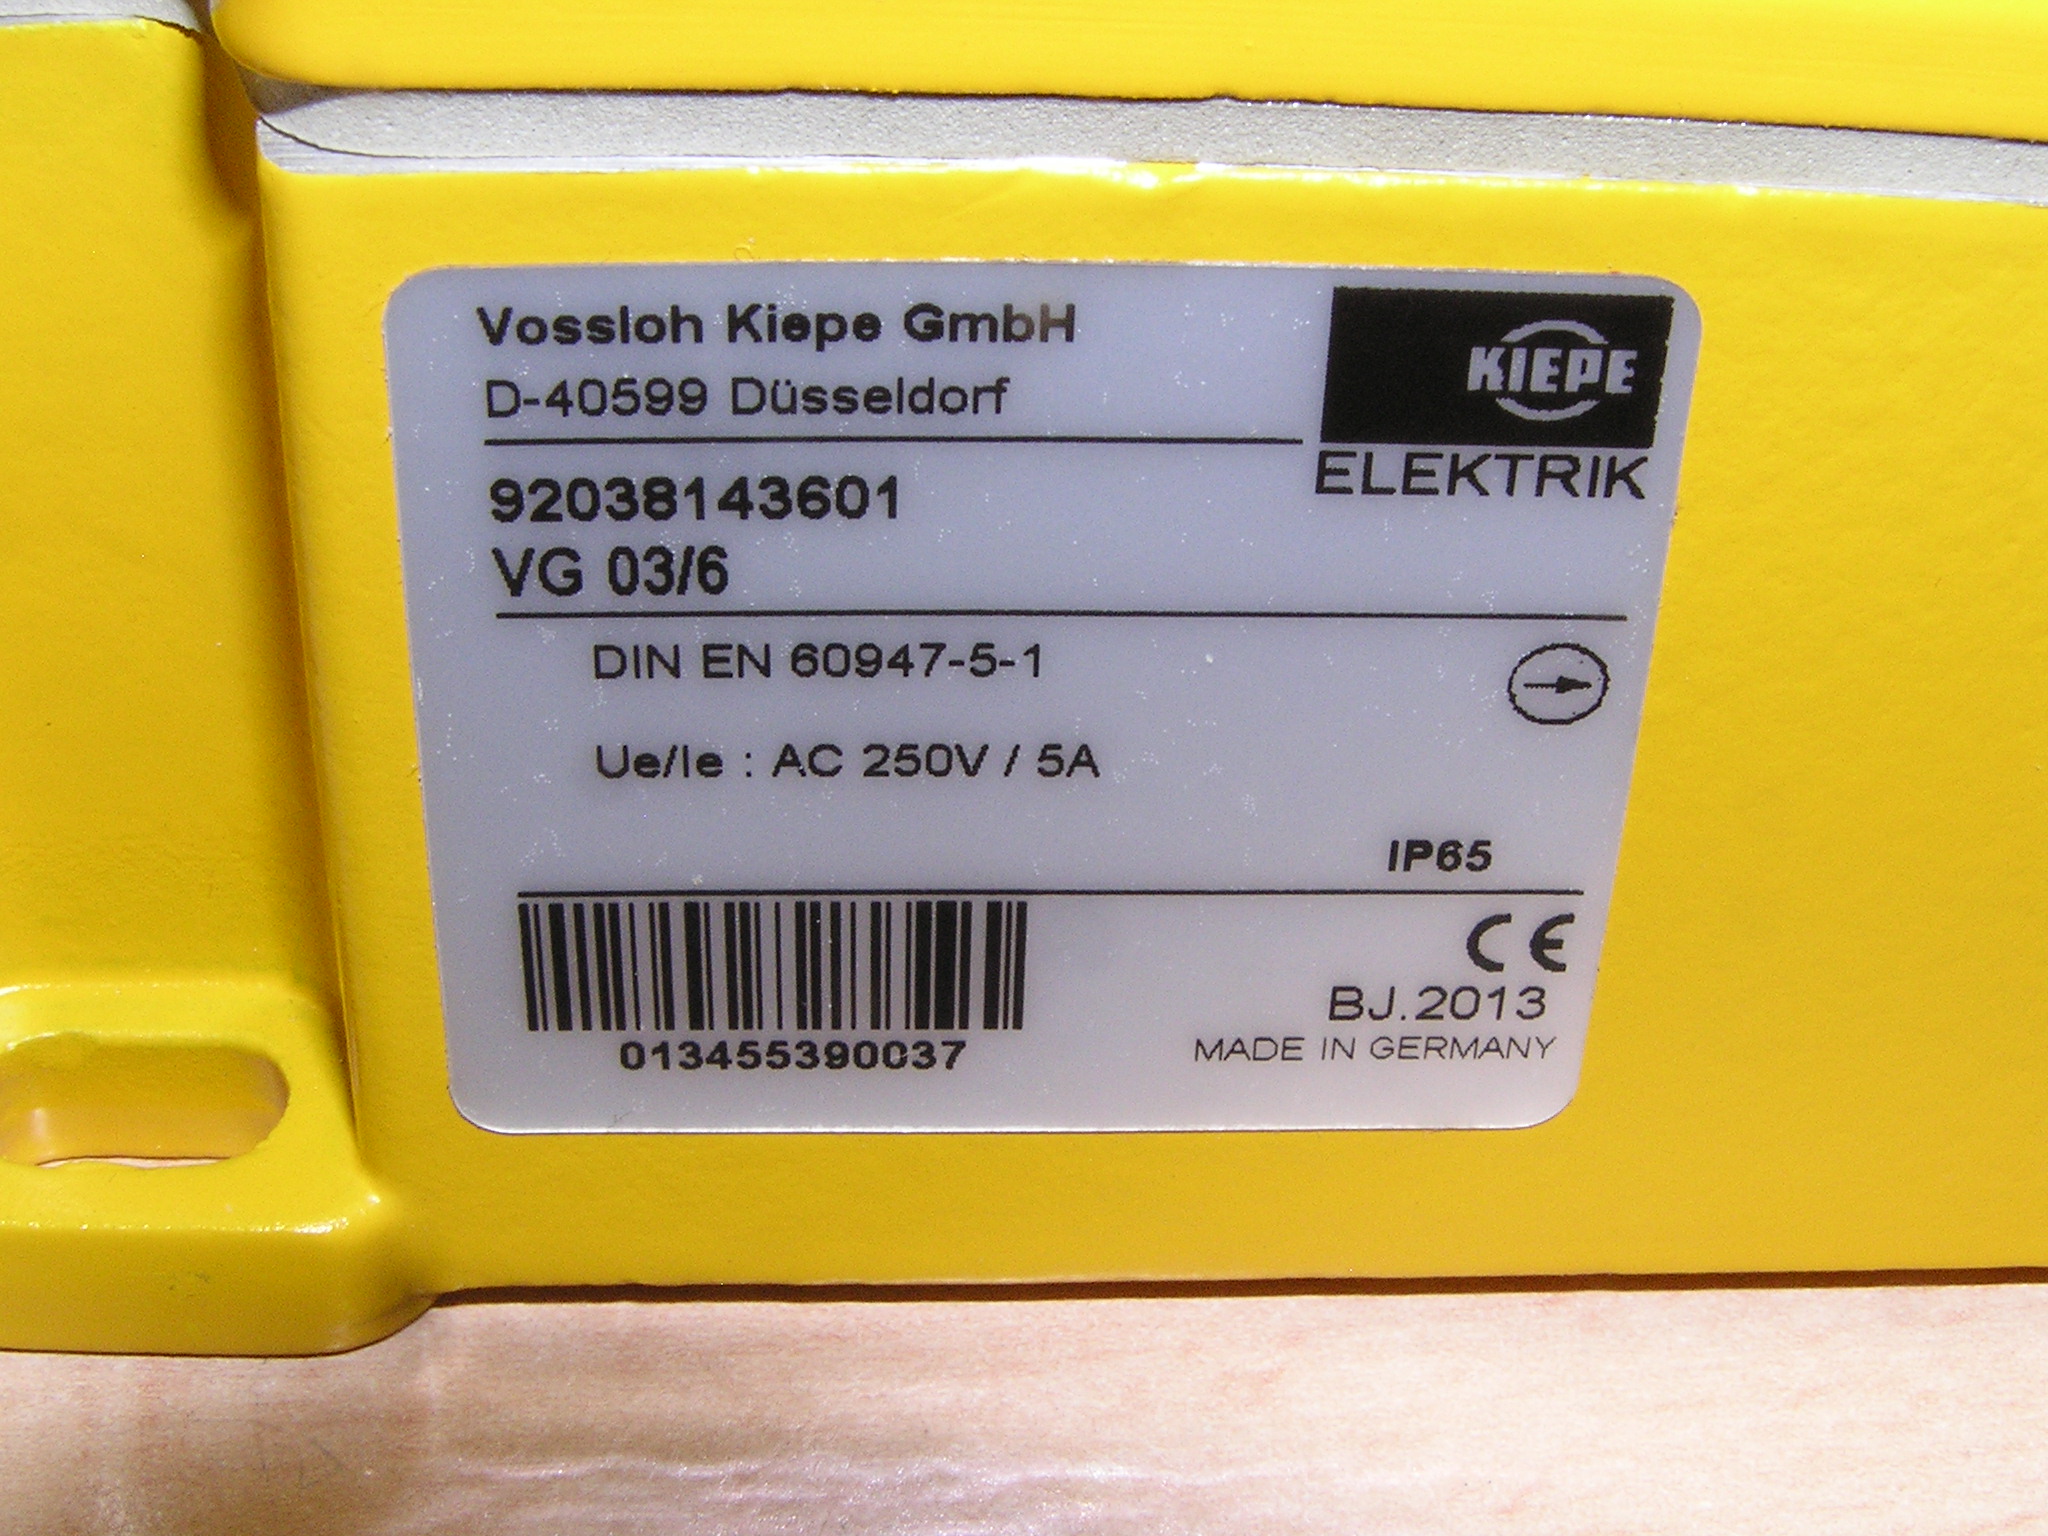 Vossloh Kiepe GmbH
D-40599 Düsseldorf
KIEPE
ELEKTRIK
92038143601
VG 03/6
DIN EN 60947-5-1
Ue/Ie : AC 250V / 5A
IP65
CE
013455390037
BJ.2013
MADE IN GERMANY